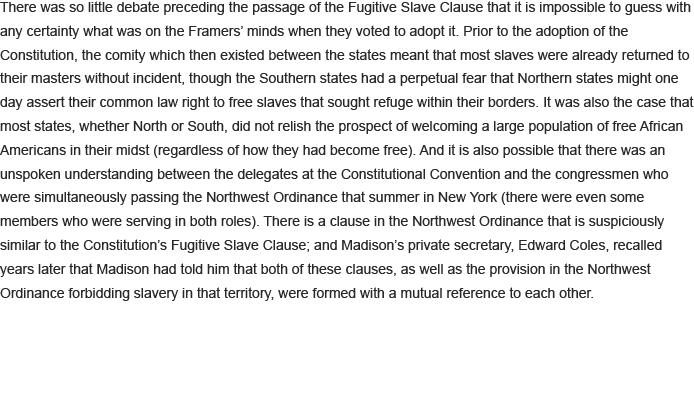 There was so little debate preceding the passage of the Fugitive Slave Clause that it is impossible to guess with
any certainty what was on the Framers’ minds when they voted to adopt it. Prior to the adoption of the
Constitution, the comity which then existed between the states meant that most slaves were already returned to
their masters without incident, though the Southern states had a perpetual fear that Northern states might one
day assert their common law right to free slaves that sought refuge within their borders. It was also the case that
most states, whether North or South, did not relish the prospect of welcoming a large population of free African
Americans in their midst (regardless of how they had become free). And it is also possible that there was an
unspoken understanding between the delegates at the Constitutional Convention and the congressmen who
were simultaneously passing the Northwest Ordinance that summer in New York (there were even some
members who were serving in both roles). There is a clause in the Northwest Ordinance that is suspiciously
similar to the Constitution’s Fugitive Slave Clause; and Madison’s private secretary, Edward Coles, recalled
years later that Madison had told him that both of these clauses, as well as the provision in the Northwest
Ordinance forbidding slavery in that territory, were formed with a mutual reference to each other.